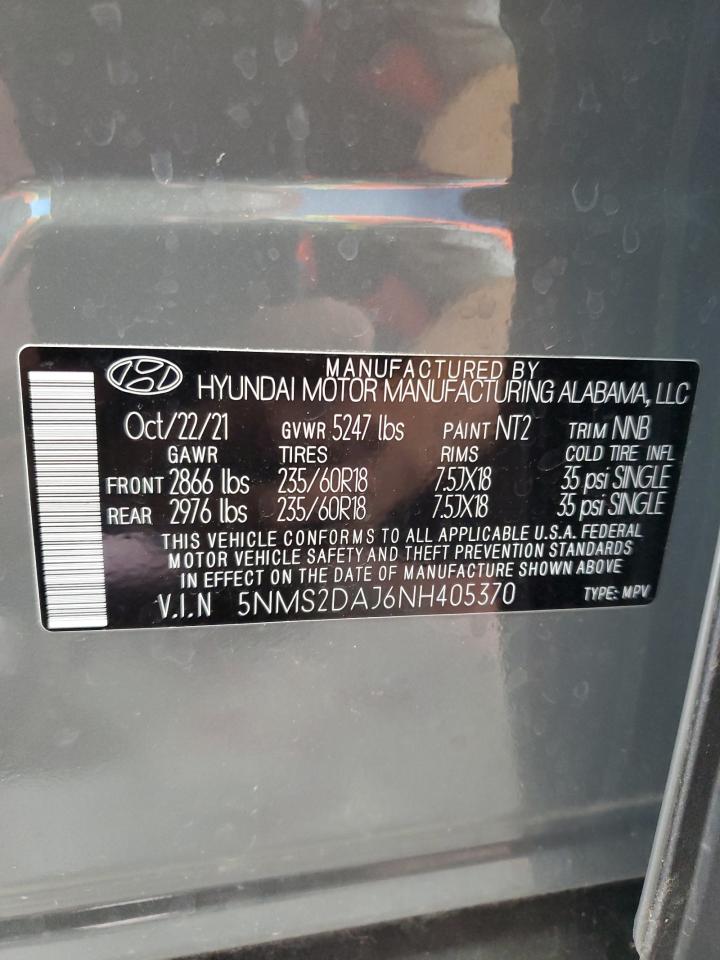 MANUFACTURED BY
HYUNDAI MOTOR MANUFACTURING ALABAMA, LLC
Oct/22/21 GVWR 5247 lbs PAINT NT2 TRIM NNB
GAWR TIRES RIMS COLD TIRE INFL
FRONT 2866 lbs 235/60R18 7.5JX18 35 psi SINGLE
REAR 2976 lbs 235/60R18 7.5JX18 35 psi SINGLE
THIS VEHICLE CONFORMS TO ALL APPLICABLE U.S.A. FEDERAL
MOTOR VEHICLE SAFETY AND THEFT PREVENTION STANDARDS
IN EFFECT ON THE DATE OF MANUFACTURE SHOWN ABOVE
V.I.N 5NMS2DAJ6NH405370 TYPE: MPV